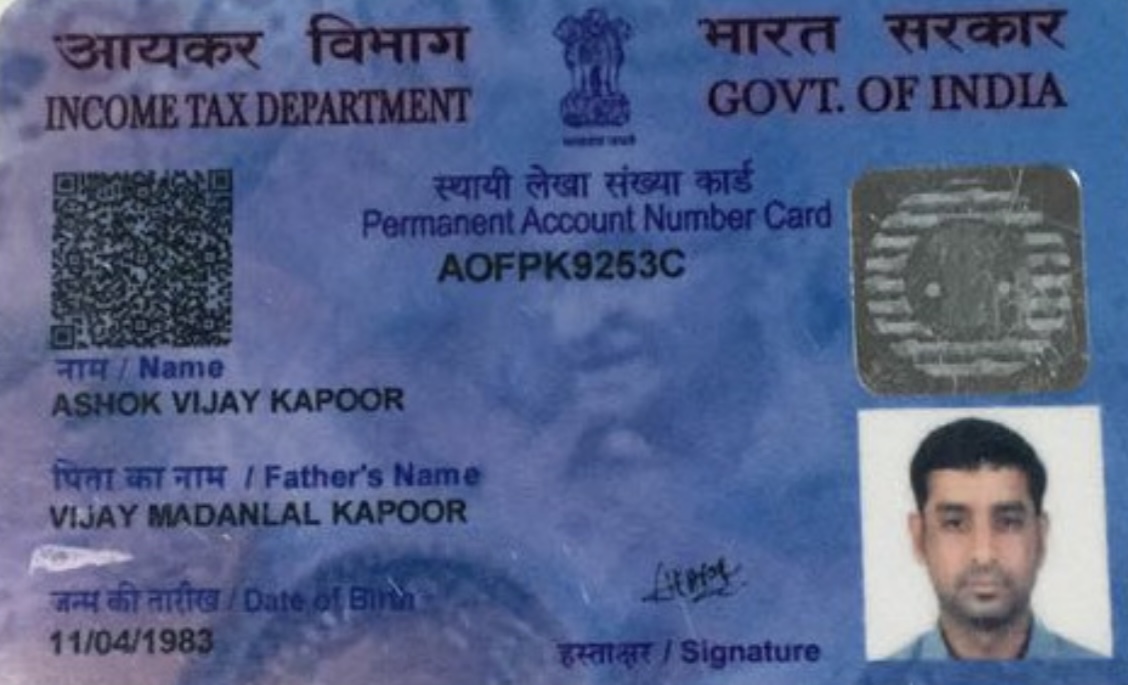 आयकर विभाग
INCOME TAX DEPARTMENT
भारत सरकार
GOVT. OF INDIA
स्थायी लेखा संख्या कार्ड
Permanent Account Number Card
AOFPK9253C
नाम / Name
ASHOK VIJAY KAPOOR
पिता का नाम / Father's Name
VIJAY MADANLAL KAPOOR
जन्म की तारीख / Date of Birth
11/04/1983
हस्ताक्षर / Signature